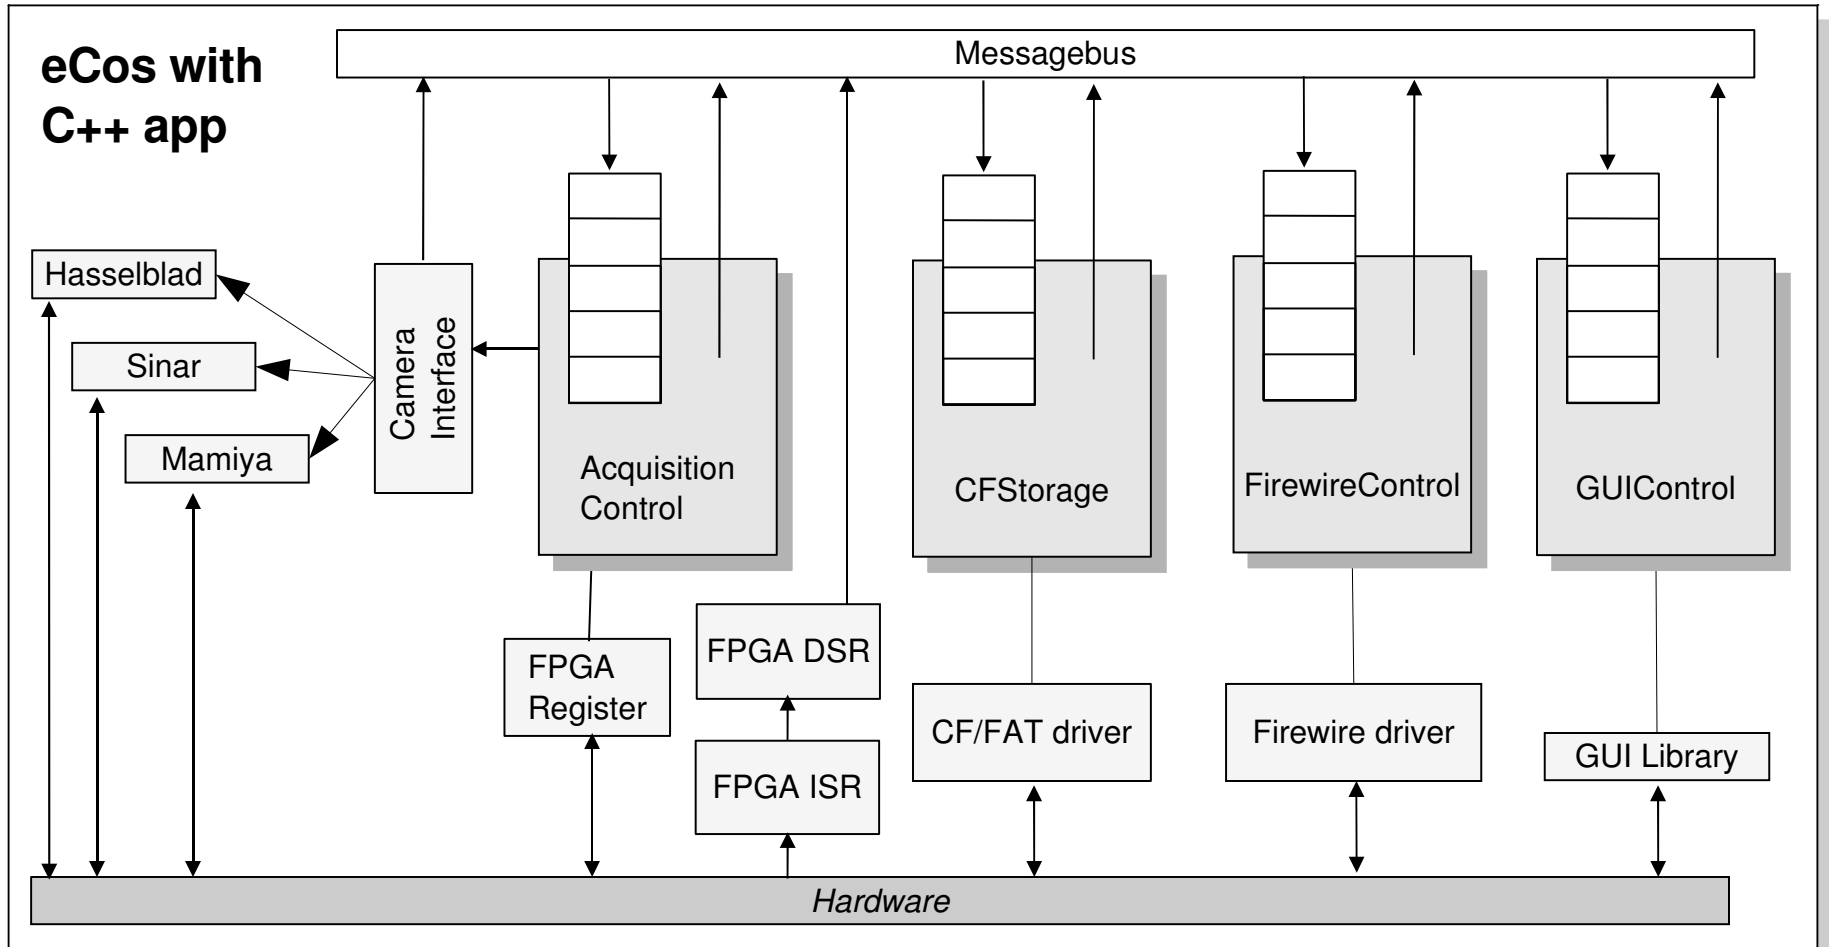 eCos with
C++ app
Messagebus
Hasselblad
Sinar
Mamiya
Camera
Interface
Acquisition
Control
CFStorage
FirewireControl
GUIControl
FPGA
Register
FPGA DSR
FPGA ISR
CF/FAT driver
Firewire driver
GUI Library
Hardware